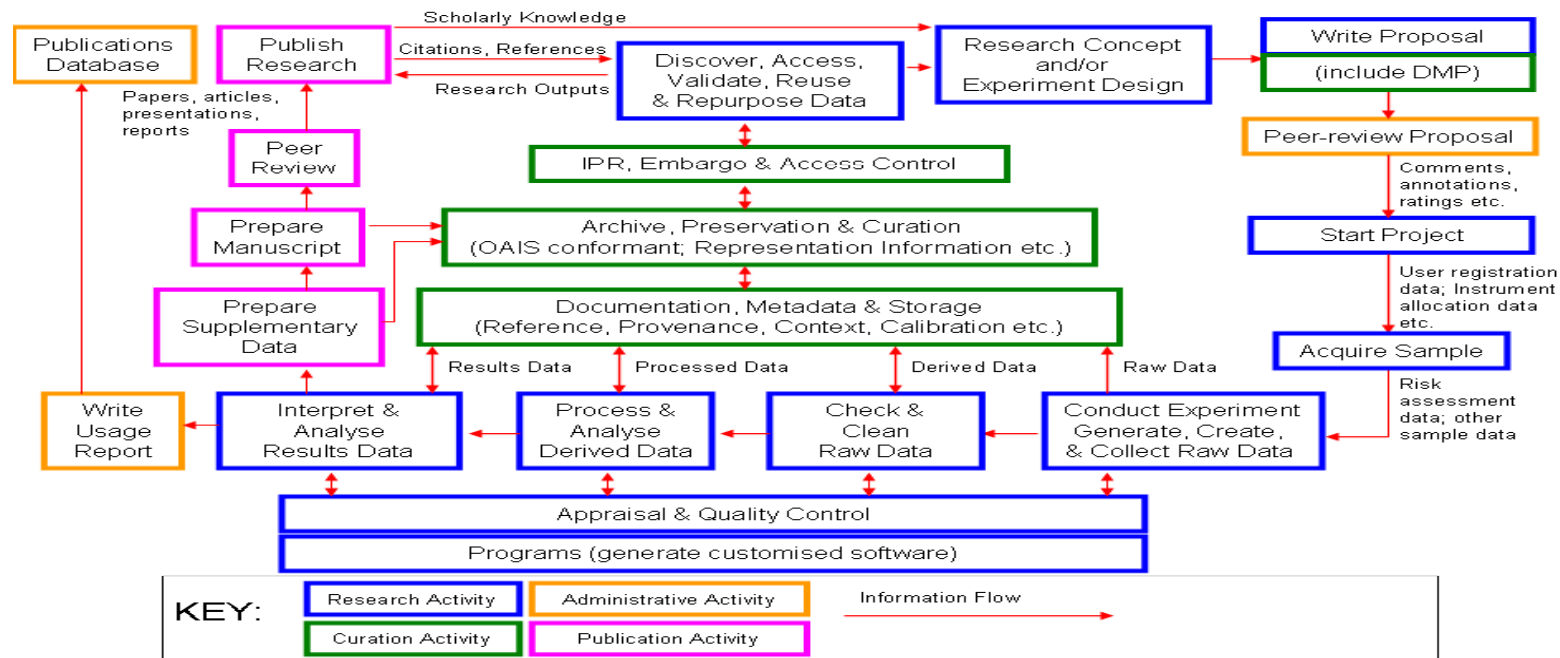 Scholarly Knowledge
Publications
Database
Publish
Research
Citations, References
Research Outputs
Discover, Access,
Validate, Reuse
& Repurpose Data
Research Concept
and/or
Experiment Design
Write Proposal
(include DMP)
Papers, articles,
presentations,
reports
Peer
Review
IPR, Embargo & Access Control
Peer-review Proposal
Comments,
annotations,
ratings etc.
Prepare
Manuscript
Archive, Preservation & Curation
(OAIS conformant; Representation Information etc.)
Start Project
User registration
data; Instrument
allocation data
etc.
Prepare
Supplementary
Data
Documentation, Metadata & Storage
(Reference, Provenance, Context, Calibration etc.)
Acquire Sample
Results Data
Processed Data
Derived Data
Raw Data
Risk
assessment
data; other
sample data
Write
Usage
Report
Interpret &
Analyse
Results Data
Process &
Analyse
Derived Data
Check &
Clean
Raw Data
Conduct Experiment
Generate, Create,
& Collect Raw Data
Appraisal & Quality Control
Programs (generate customised software)
KEY:
Research Activity
Administrative Activity
Information Flow
Curation Activity
Publication Activity